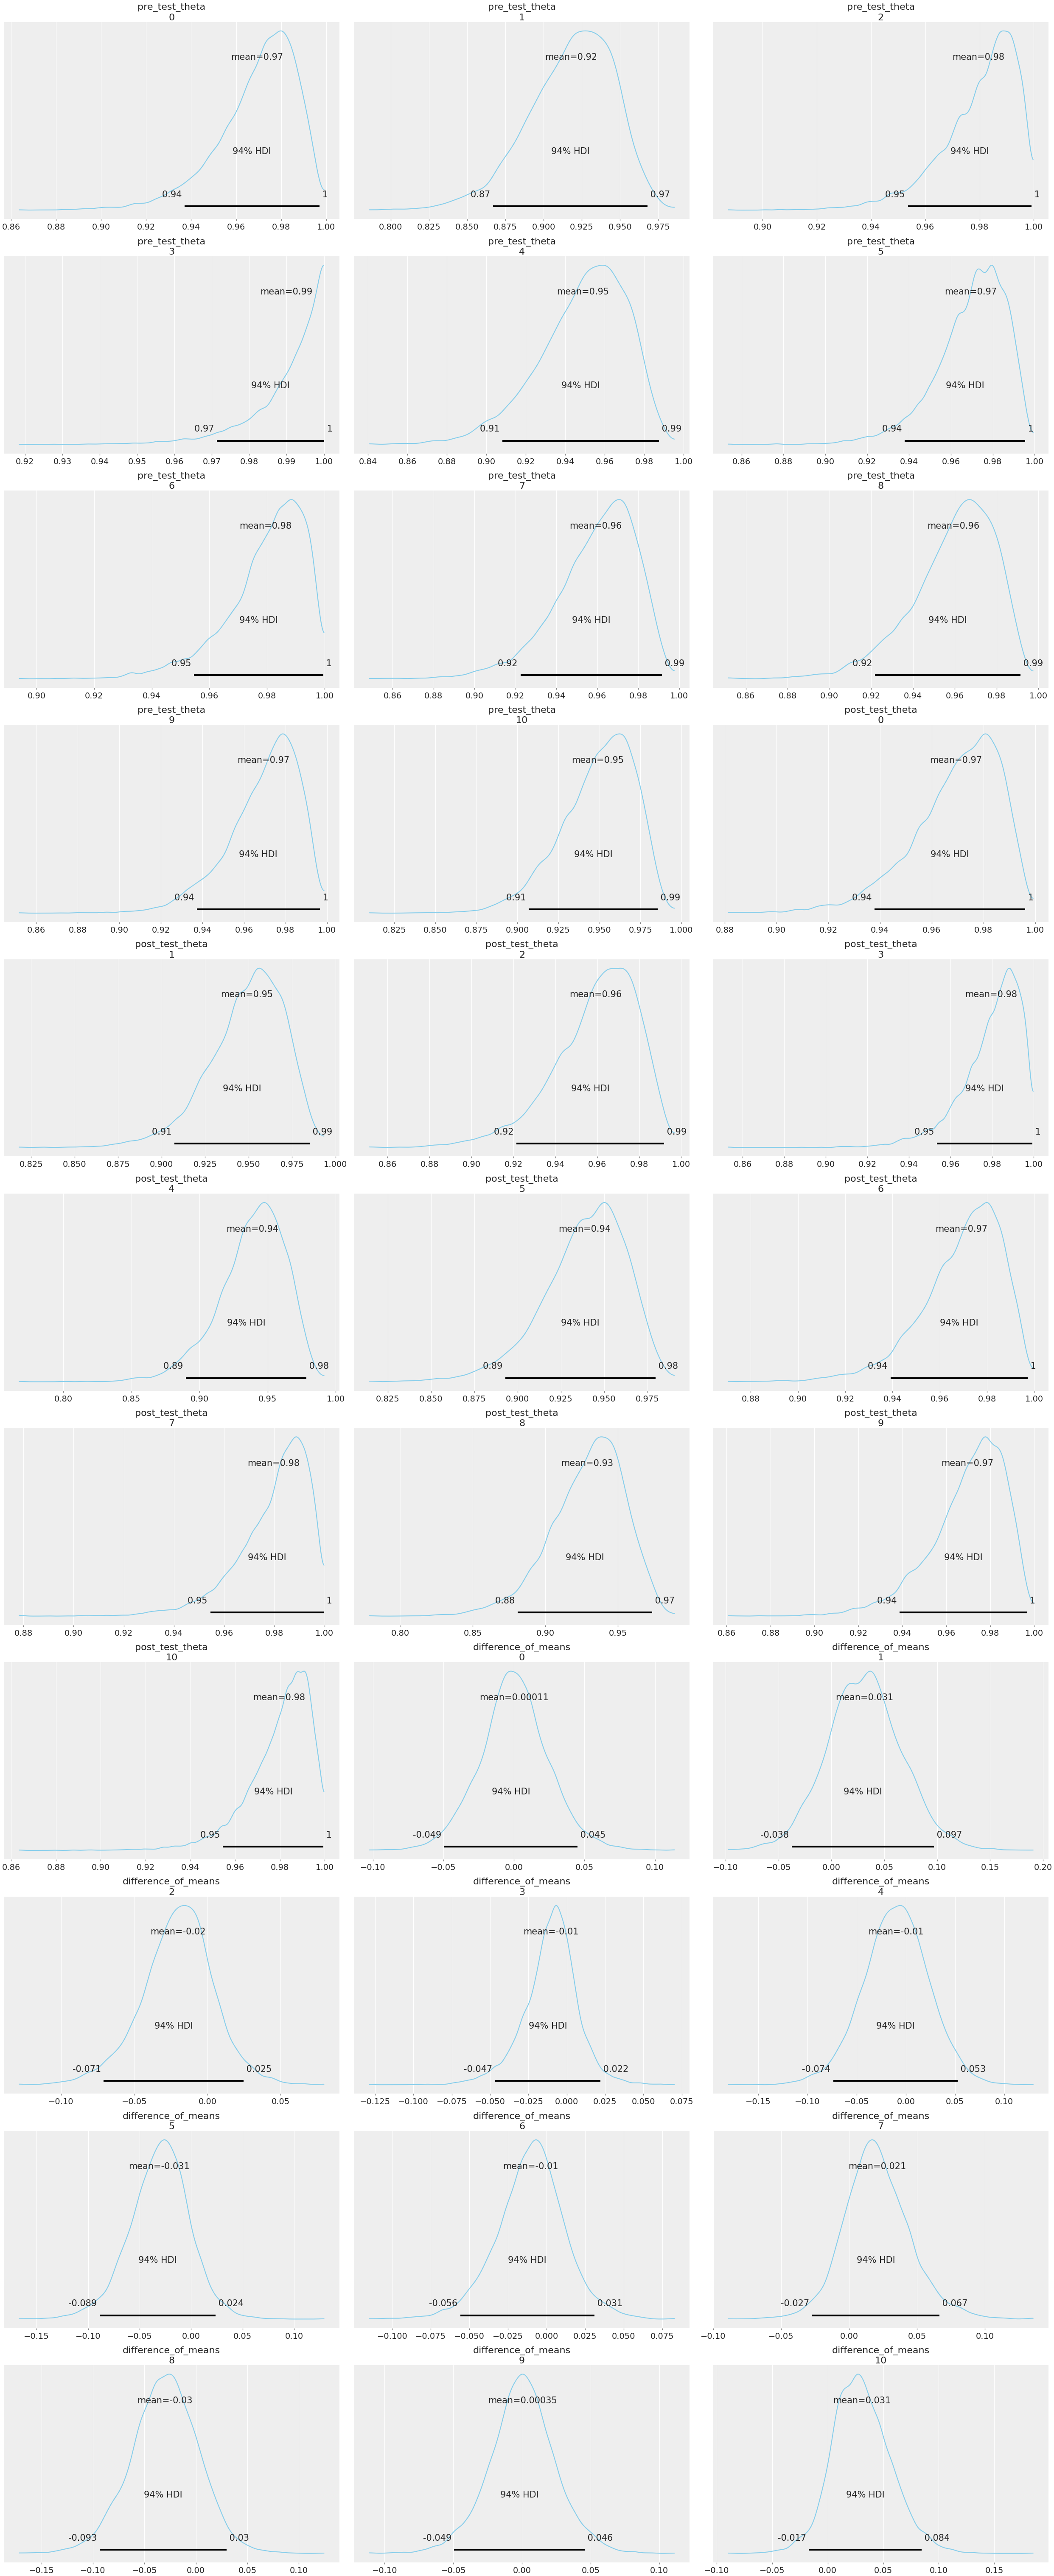 pre_test_theta pre_test_theta pre_test_theta
0 1 2
mean=0.97 mean=0.92 mean=0.98
94% HDI 94% HDI 94% HDI
0.94 1 0.87 0.97 0.95 1
0.86 0.88 0.90 0.92 0.94 0.96 0.98 1.00 0.800 0.825 0.850 0.875 0.900 0.925 0.950 0.975 0.90 0.92 0.94 0.96 0.98 1.00
pre_test_theta pre_test_theta pre_test_theta
3 4 5
mean=0.99 mean=0.95 mean=0.97
94% HDI 94% HDI 94% HDI
0.97 1 0.91 0.99 0.94 1
0.92 0.93 0.94 0.95 0.96 0.97 0.98 0.99 1.00 0.84 0.86 0.88 0.90 0.92 0.94 0.96 0.98 1.00 0.86 0.88 0.90 0.92 0.94 0.96 0.98 1.00
pre_test_theta pre_test_theta pre_test_theta
6 7 8
mean=0.98 mean=0.96 mean=0.96
94% HDI 94% HDI 94% HDI
0.95 1 0.92 0.99 0.92 0.99
0.90 0.92 0.94 0.96 0.98 1.00 0.86 0.88 0.90 0.92 0.94 0.96 0.98 1.00 0.86 0.88 0.90 0.92 0.94 0.96 0.98 1.00
pre_test_theta pre_test_theta post_test_theta
9 10 0
mean=0.97 mean=0.95 mean=0.97
94% HDI 94% HDI 94% HDI
0.94 1 0.91 0.99 0.94 1
0.86 0.88 0.90 0.92 0.94 0.96 0.98 1.00 0.825 0.850 0.875 0.900 0.925 0.950 0.975 1.000 0.88 0.90 0.92 0.94 0.96 0.98 1.00
post_test_theta post_test_theta post_test_theta
1 2 3
mean=0.95 mean=0.96 mean=0.98
94% HDI 94% HDI 94% HDI
0.91 0.99 0.92 0.99 0.95 1
0.825 0.850 0.875 0.900 0.925 0.950 0.975 1.000 0.86 0.88 0.90 0.92 0.94 0.96 0.98 1.00 0.86 0.88 0.90 0.92 0.94 0.96 0.98 1.00
post_test_theta post_test_theta post_test_theta
4 5 6
mean=0.94 mean=0.94 mean=0.97
94% HDI 94% HDI 94% HDI
0.89 0.98 0.89 0.98 0.94 1
0.80 0.85 0.90 0.95 1.00 0.825 0.850 0.875 0.900 0.925 0.950 0.975 0.88 0.90 0.92 0.94 0.96 0.98 1.00
post_test_theta post_test_theta post_test_theta
7 8 9
mean=0.98 mean=0.93 mean=0.97
94% HDI 94% HDI 94% HDI
0.95 1 0.88 0.97 0.94 1
0.88 0.90 0.92 0.94 0.96 0.98 1.00 0.80 0.85 0.90 0.95 0.86 0.88 0.90 0.92 0.94 0.96 0.98 1.00
post_test_theta difference_of_means difference_of_means
10 0 1
mean=0.98 mean=0.00011 mean=0.031
94% HDI 94% HDI 94% HDI
0.95 1 -0.049 0.045 -0.038 0.097
0.86 0.88 0.90 0.92 0.94 0.96 0.98 1.00 −0.10 −0.05 0.00 0.05 0.10 −0.10 −0.05 0.00 0.05 0.10 0.15 0.20
difference_of_means difference_of_means difference_of_means
2 3 4
mean=-0.02 mean=-0.01 mean=-0.01
94% HDI 94% HDI 94% HDI
-0.071 0.025 -0.047 0.022 -0.074 0.053
−0.10 −0.05 0.00 0.05 −0.125 −0.100 −0.075 −0.050 −0.025 0.000 0.025 0.050 0.075 −0.15 −0.10 −0.05 0.00 0.05 0.10
difference_of_means difference_of_means difference_of_means
5 6 7
mean=-0.031 mean=-0.01 mean=0.021
94% HDI 94% HDI 94% HDI
-0.089 0.024 -0.056 0.031 -0.027 0.067
−0.15 −0.10 −0.05 0.00 0.05 0.10 −0.100 −0.075 −0.050 −0.025 0.000 0.025 0.050 0.075 −0.10 −0.05 0.00 0.05 0.10
difference_of_means difference_of_means difference_of_means
8 9 10
mean=-0.03 mean=0.00035 mean=0.031
94% HDI 94% HDI 94% HDI
-0.093 0.03 -0.049 0.046 -0.017 0.084
−0.15 −0.10 −0.05 0.00 0.05 0.10 −0.10 −0.05 0.00 0.05 0.10 −0.10 −0.05 0.00 0.05 0.10 0.15